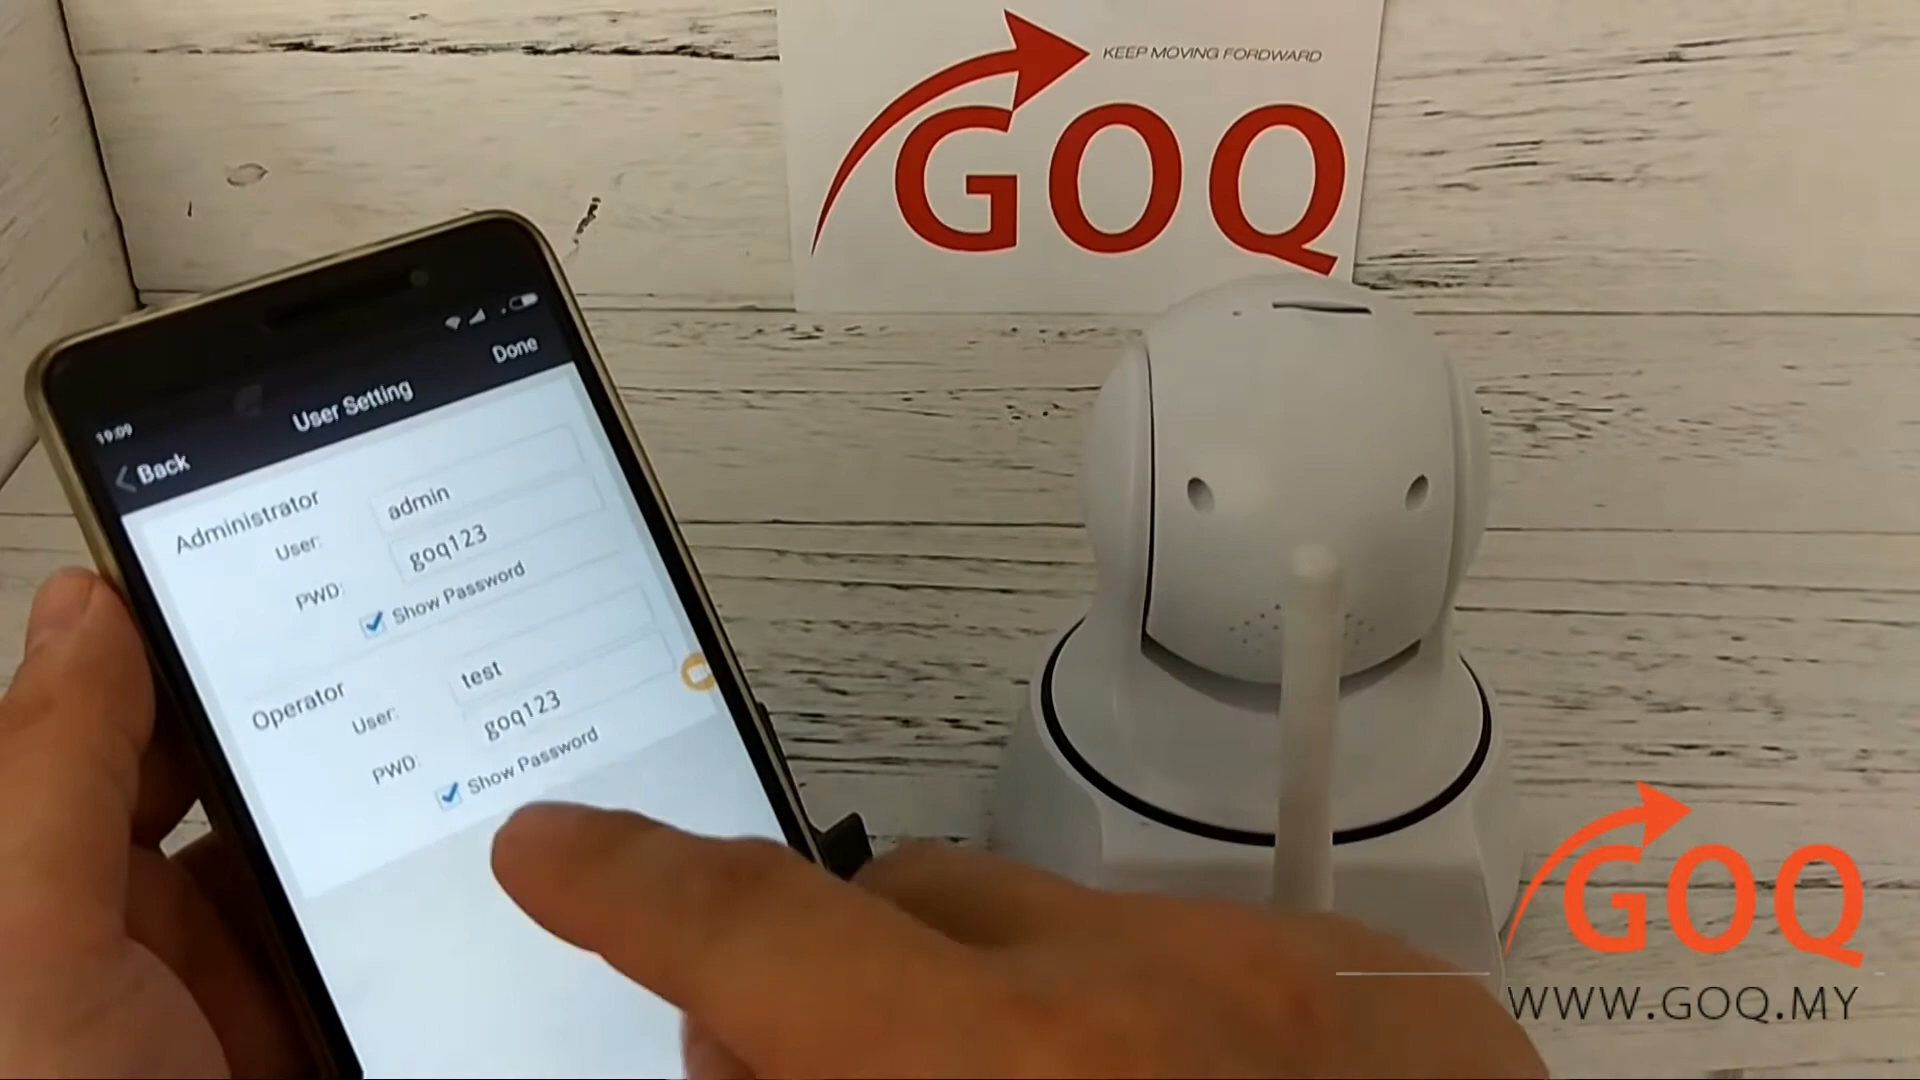 KEEP MOVING FORDWARD
GOQ
19:09
Done
Back
User Setting
Administrator
User:
admin
PWD:
goq123
Show Password
Operator
User:
test
PWD:
goq123
Show Password
GOQ
WWW.GOQ.MY